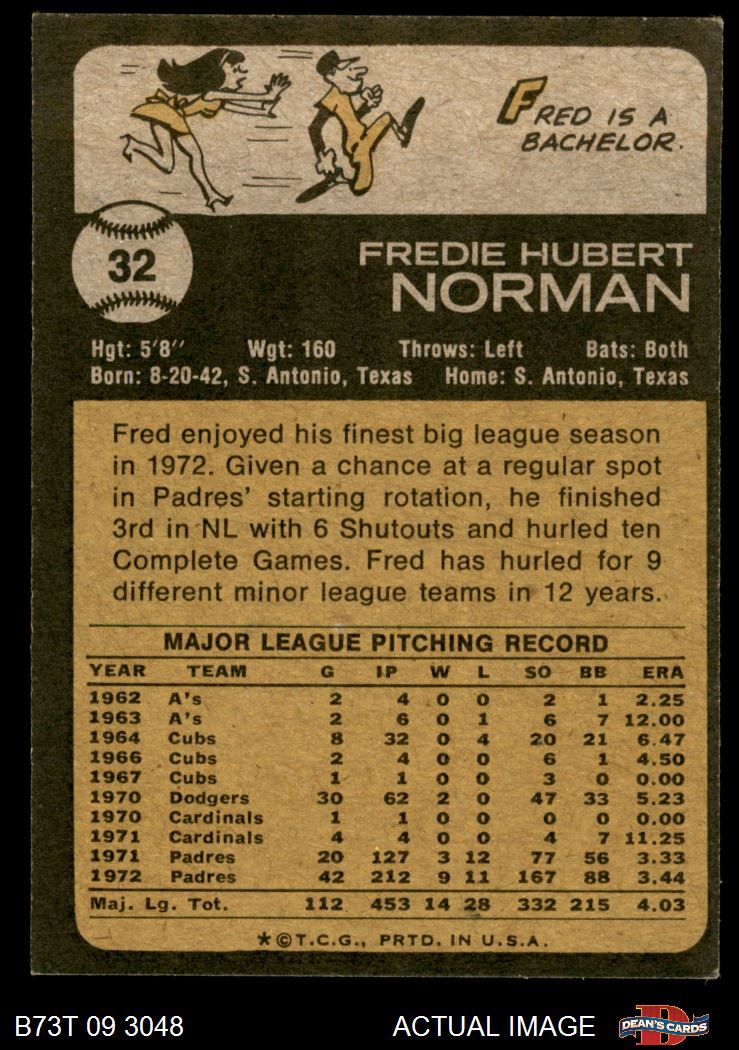 FRED IS A
BACHELOR.
32
FREDIE HUBERT
NORMAN
Hgt: 5'8" Wgt: 160 Throws: Left Bats: Both
Born: 8-20-42, S. Antonio, Texas Home: S. Antonio, Texas
Fred enjoyed his finest big league season
in 1972. Given a chance at a regular spot
in Padres' starting rotation, he finished
3rd in NL with 6 Shutouts and hurled ten
Complete Games. Fred has hurled for 9
different minor league teams in 12 years.
MAJOR LEAGUE PITCHING RECORD
YEAR TEAM G IP W L SO BB ERA
1962 A's 2 4 0 0 2 1 2.25
1963 A's 2 6 0 1 6 7 12.00
1964 Cubs 8 32 0 4 20 21 6.47
1966 Cubs 2 4 0 0 6 1 4.50
1967 Cubs 1 1 0 0 3 0 0.00
1970 Dodgers 30 62 2 0 47 33 5.23
1970 Cardinals 1 1 0 0 0 0 0.00
1971 Cardinals 4 4 0 0 4 7 11.25
1971 Padres 20 127 3 12 77 56 3.33
1972 Padres 42 212 9 11 167 88 3.44
Maj. Lg. Tot. 112 453 14 28 332 215 4.03
*©T.C.G., PRTD. IN U.S.A.
B73T 09 3048 ACTUAL IMAGE D DEAN'S CARDS